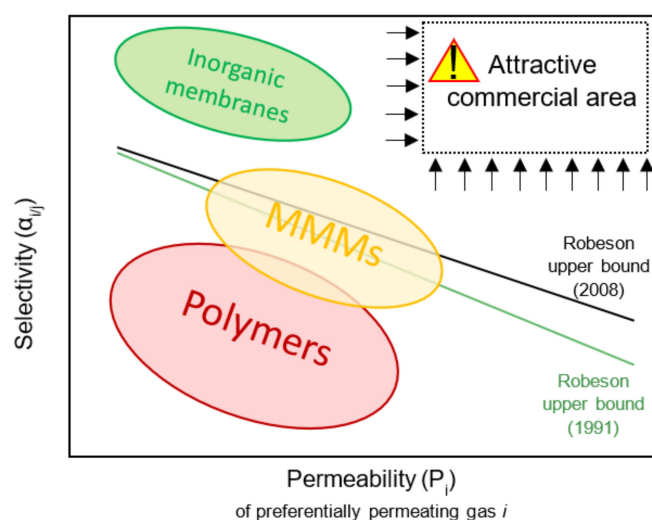 Inorganic
membranes
!
Attractive
commercial area
MMMs
Polymers
Robeson
upper bound
(2008)
Robeson
upper bound
(1991)
Selectivity (αi/j)
Permeability (Pi)
of preferentially permeating gas i